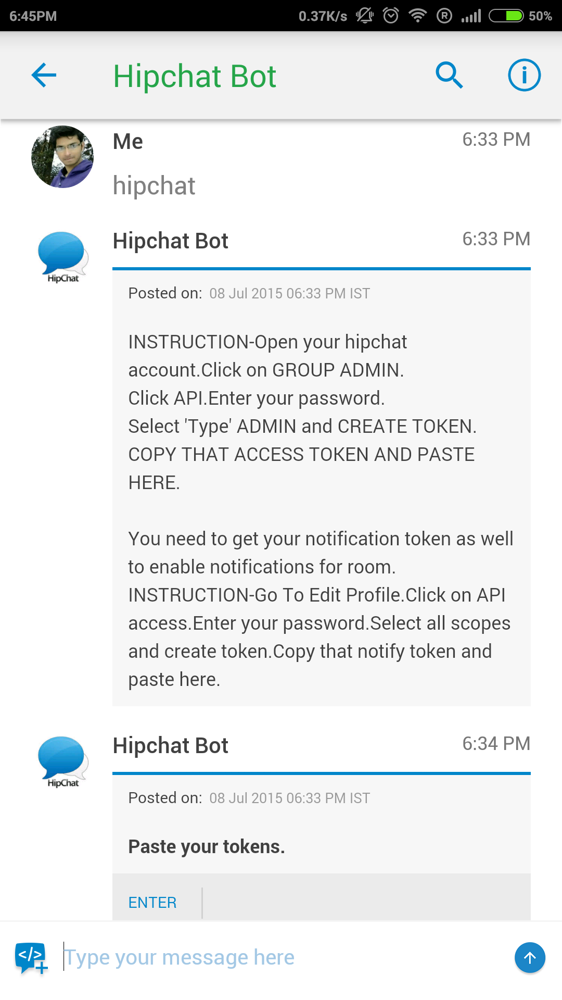 6:45PM 0.37K/s R 50%
Hipchat Bot
Me 6:33 PM
hipchat
Hipchat Bot 6:33 PM
HipChat
Posted on: 08 Jul 2015 06:33 PM IST
INSTRUCTION-Open your hipchat
account.Click on GROUP ADMIN.
Click API.Enter your password.
Select 'Type' ADMIN and CREATE TOKEN.
COPY THAT ACCESS TOKEN AND PASTE
HERE.
You need to get your notification token as well
to enable notifications for room.
INSTRUCTION-Go To Edit Profile.Click on API
access.Enter your password.Select all scopes
and create token.Copy that notify token and
paste here.
Hipchat Bot 6:34 PM
HipChat
Posted on: 08 Jul 2015 06:33 PM IST
Paste your tokens.
ENTER
Type your message here